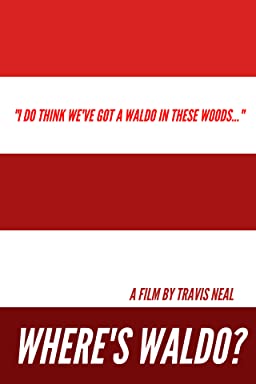 "I DO THINK WE'VE GOT A WALDO IN THESE WOODS..."
A FILM BY TRAVIS NEAL
WHERE'S WALDO?